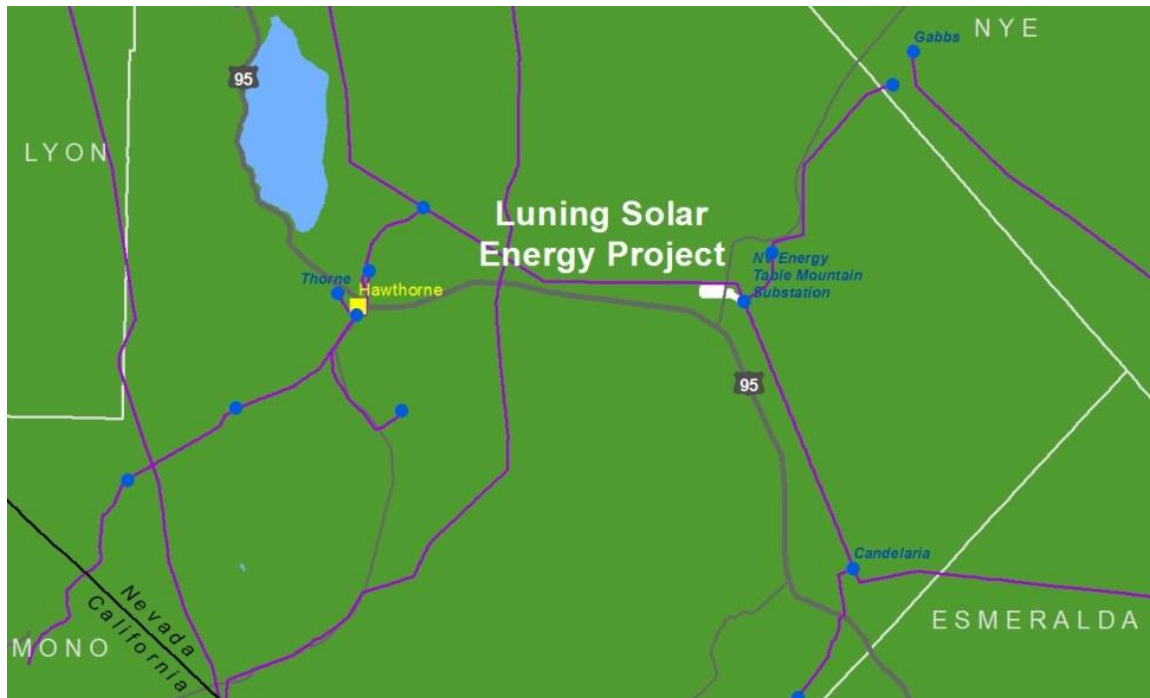 Gabbs
NYE
95
LYON
Luning Solar
Energy Project
NV Energy
Table Mountain
Substation
Thorne
Hawthorne
95
Candelaria
Nevada
California
MONO
ESMERALDA